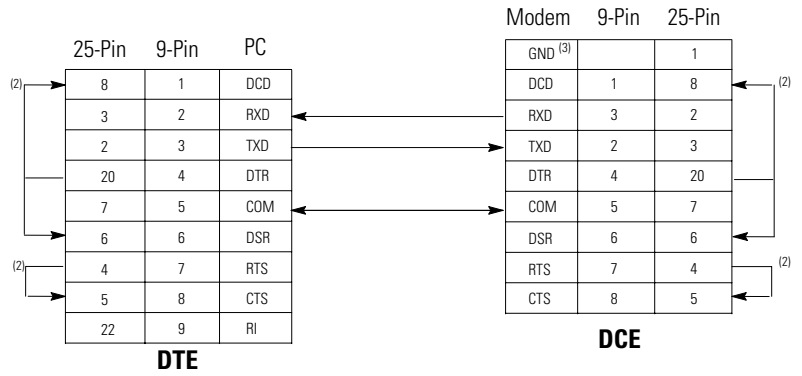 Modem 9-Pin 25-Pin
GND (3) 1
DCD 1 8
RXD 3 2
TXD 2 3
DTR 4 20
COM 5 7
DSR 6 6
RTS 7 4
CTS 8 5
(2)
(2)
DCE
25-Pin 9-Pin PC
8 1 DCD
3 2 RXD
2 3 TXD
20 4 DTR
7 5 COM
6 6 DSR
4 7 RTS
5 8 CTS
22 9 RI
(2)
(2)
DTE